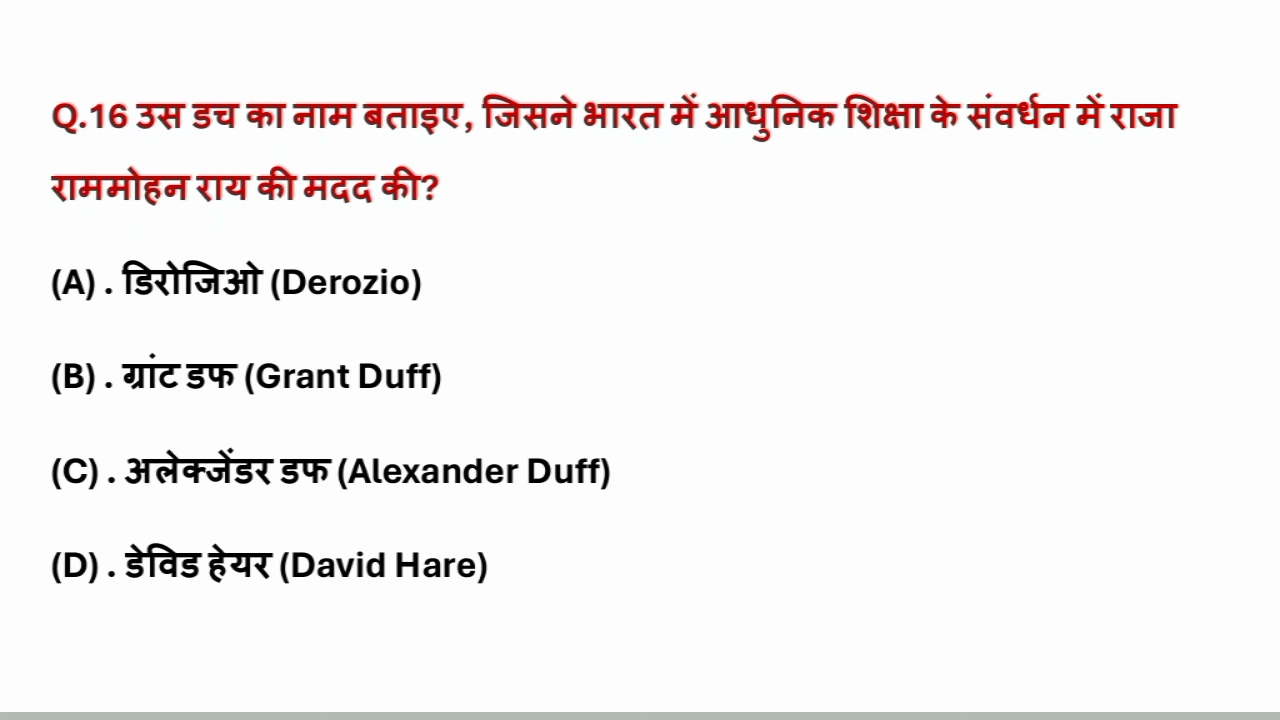 Q.16 उस डच का नाम बताइए, जिसने भारत में आधुनिक शिक्षा के संवर्धन में राजा
राममोहन राय की मदद की?
(A) . डिरोजिओ (Derozio)
(B) . ग्रांट डफ (Grant Duff)
(C) . अलेक्जेंडर डफ (Alexander Duff)
(D) . डेविड हेयर (David Hare)